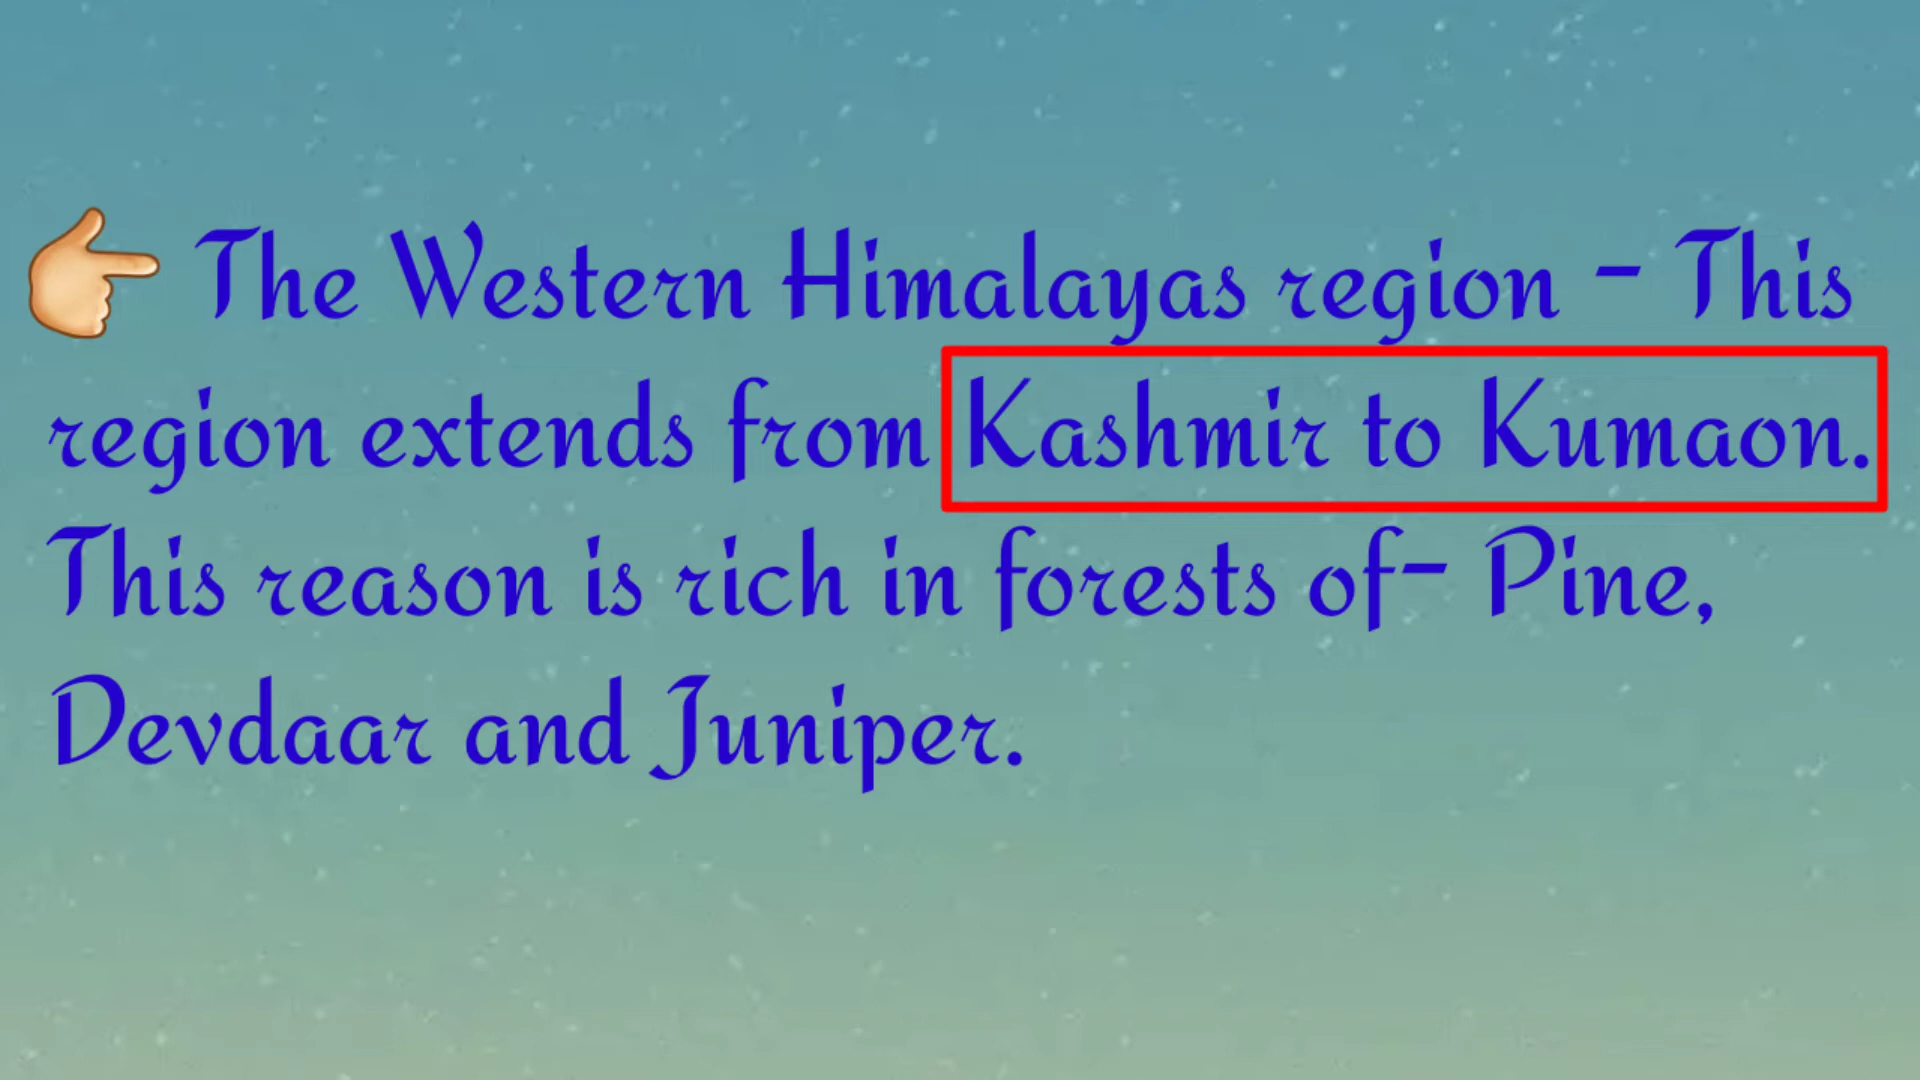 The Western Himalayas region - This
region extends from Kashmir to Kumaon.
This reason is rich in forests of- Pine,
Devdaar and Juniper.